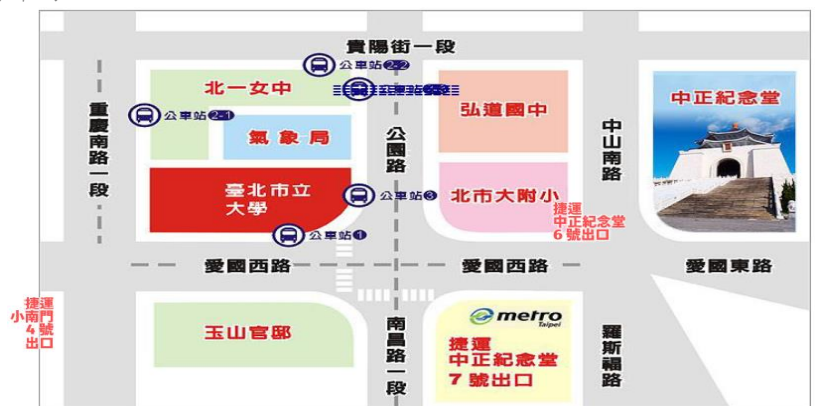 貴陽街一段
公車站2-2
北一女中
公車站2-1
氣象局
弘道國中
中正紀念堂
重慶南路一段
公園路
中山南路
臺北市立
大學
公車站3
北市大附小
捷運
中正紀念堂
6號出口
公車站1
愛國西路
愛國西路
愛國東路
捷運
小南門
4號
出口
玉山官邸
南昌路一段
metro
Taipei
捷運
中正紀念堂
7號出口
羅斯福路